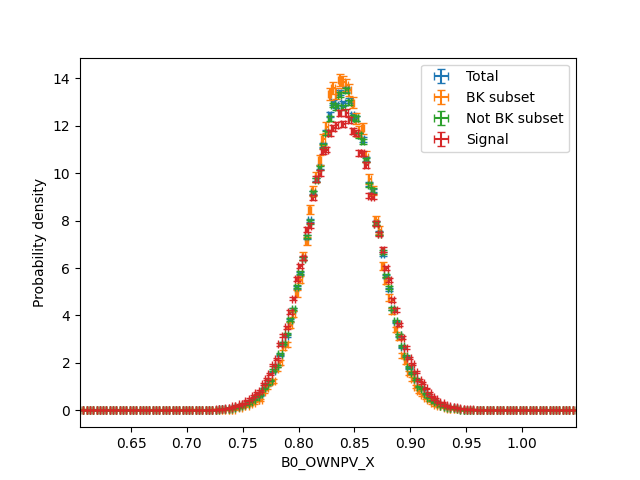 Total
BK subset
Not BK subset
Signal
14
12
10
8
6
4
2
0
Probability density
0.65 0.70 0.75 0.80 0.85 0.90 0.95 1.00
B0_OWNPV_X